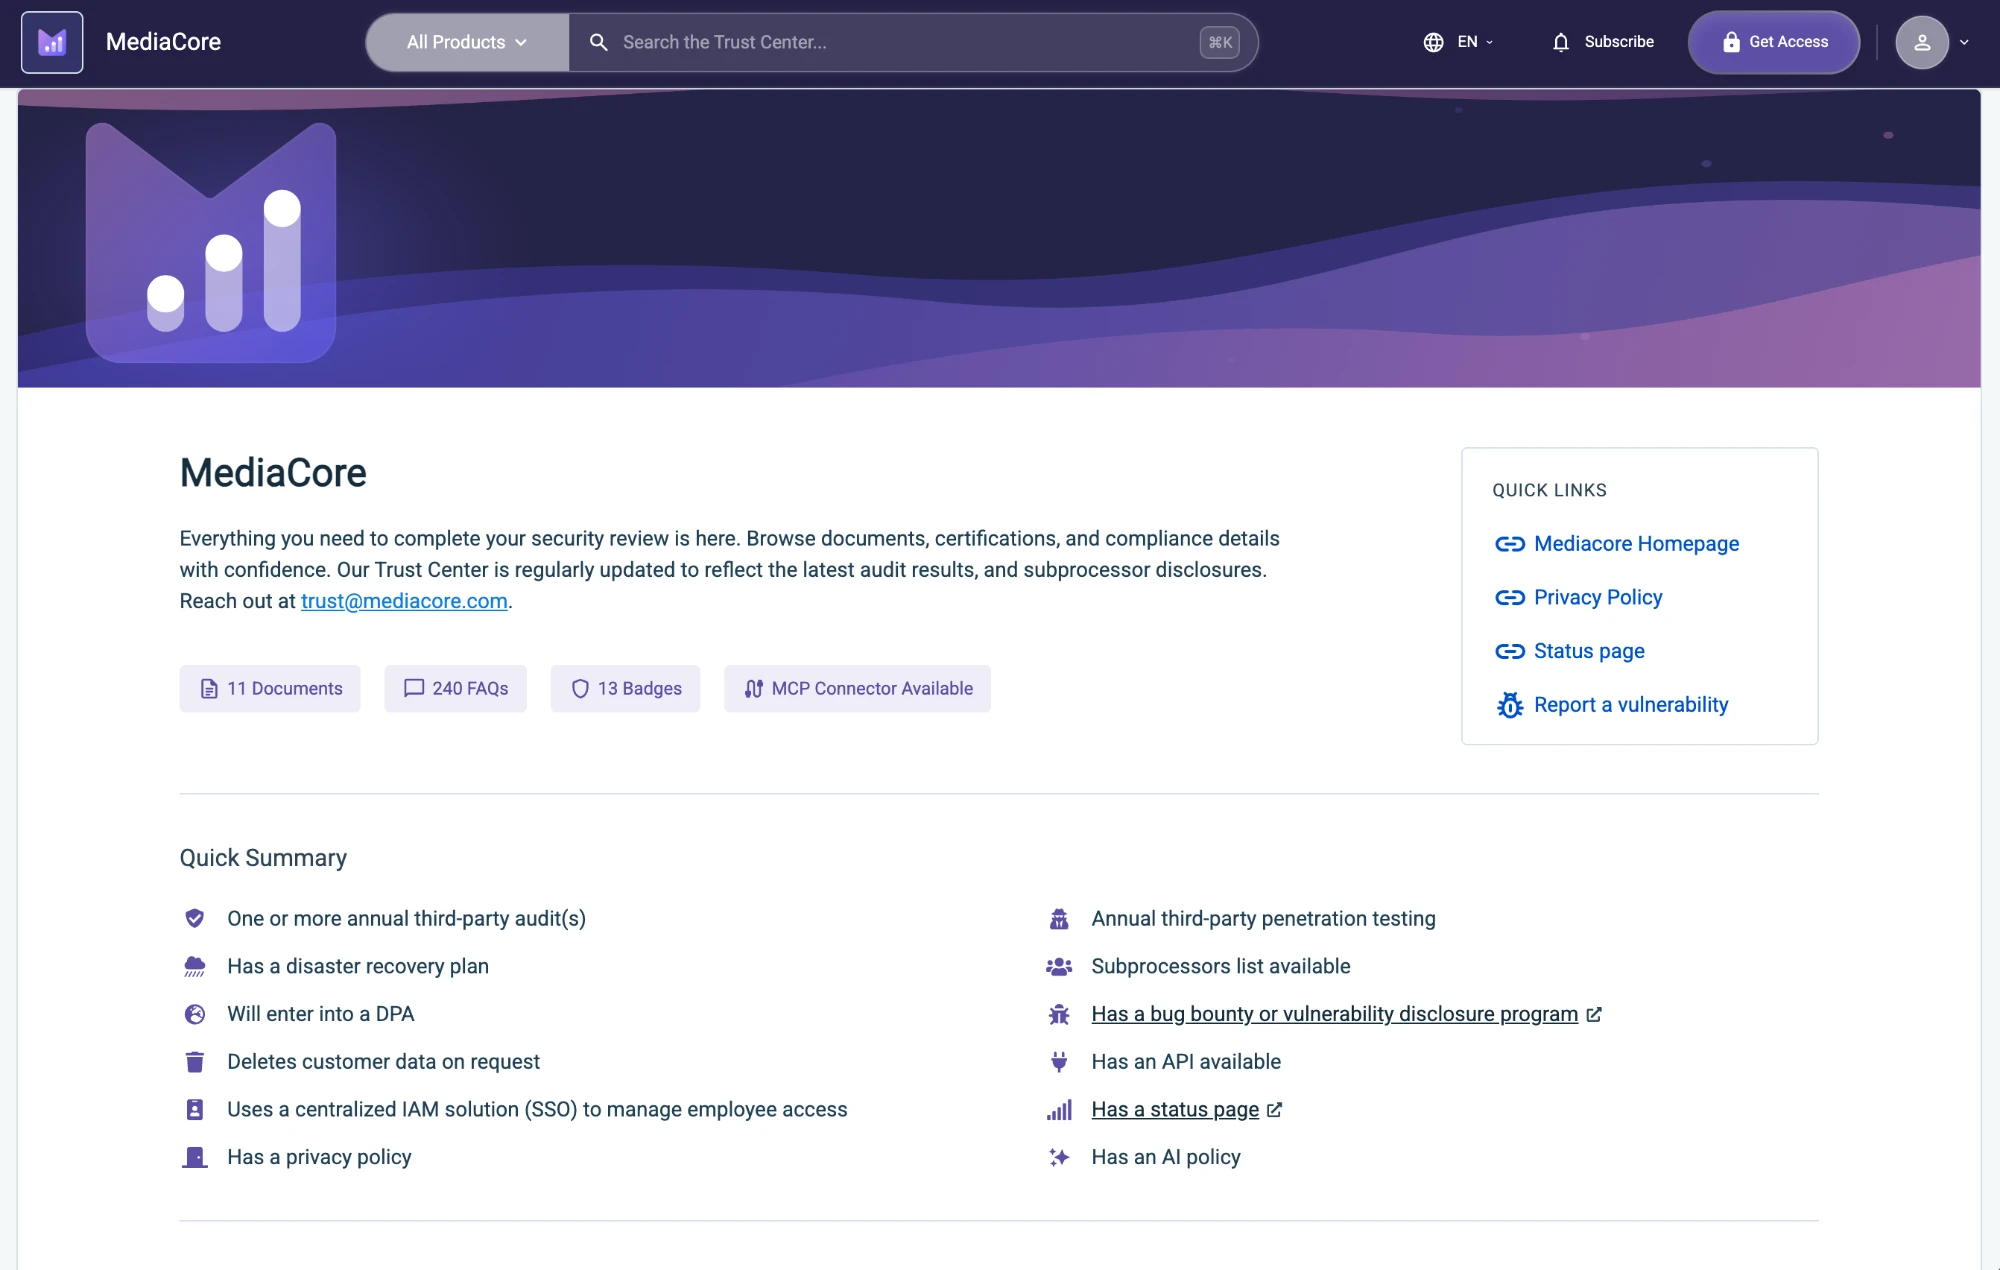 MediaCore
All Products
Search the Trust Center...
⌘K
EN
Subscribe
Get Access
MediaCore
Everything you need to complete your security review is here. Browse documents, certifications, and compliance details
with confidence. Our Trust Center is regularly updated to reflect the latest audit results, and subprocessor disclosures.
Reach out at trust@mediacore.com.
11 Documents
240 FAQs
13 Badges
MCP Connector Available
QUICK LINKS
Mediacore Homepage
Privacy Policy
Status page
Report a vulnerability
Quick Summary
One or more annual third-party audit(s)
Has a disaster recovery plan
Will enter into a DPA
Deletes customer data on request
Uses a centralized IAM solution (SSO) to manage employee access
Has a privacy policy
Annual third-party penetration testing
Subprocessors list available
Has a bug bounty or vulnerability disclosure program
Has an API available
Has a status page
Has an AI policy